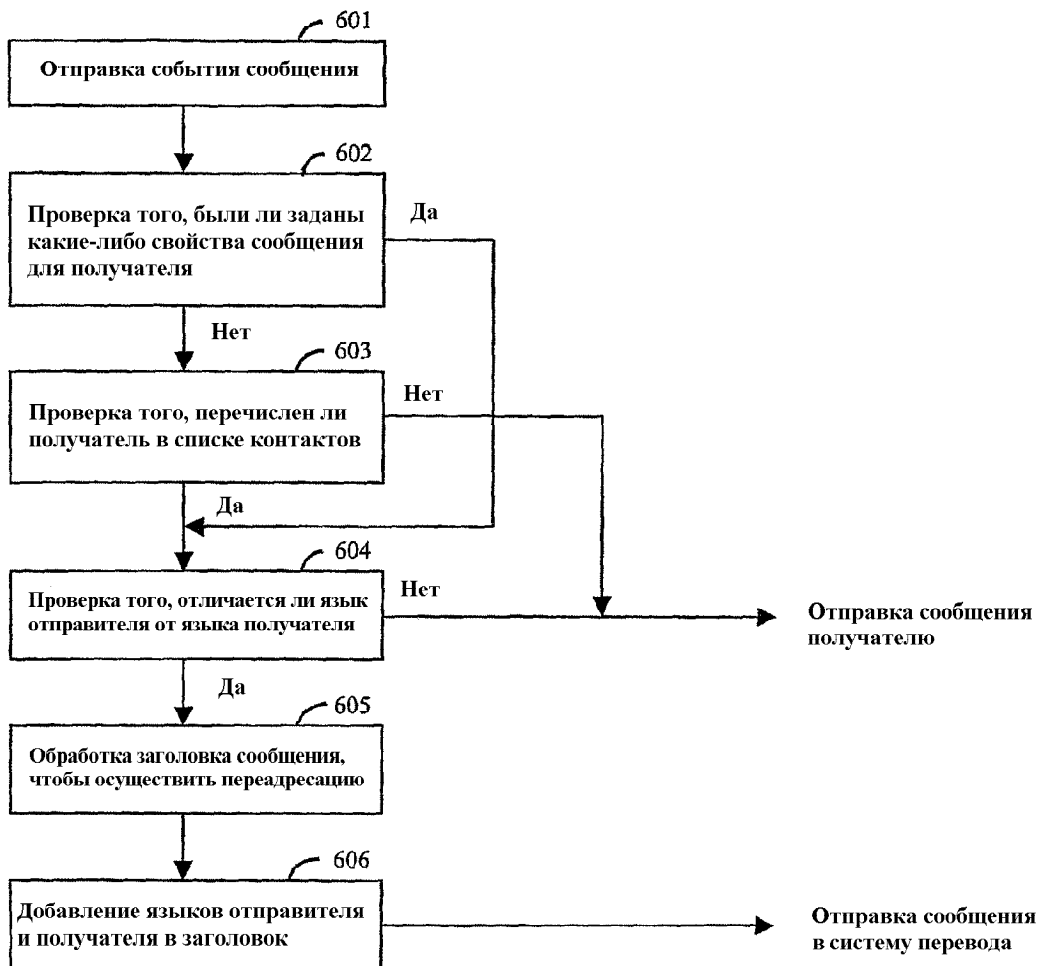 601
Отправка события сообщения
602
Проверка того, были ли заданы
какие-либо свойства сообщения
для получателя
Да
Нет
603
Проверка того, перечислен ли
получатель в списке контактов
Нет
Да
604
Проверка того, отличается ли язык
отправителя от языка получателя
Нет
Отправка сообщения
получателю
Да
605
Обработка заголовка сообщения,
чтобы осуществить переадресацию
606
Добавление языков отправителя
и получателя в заголовок
Отправка сообщения
в систему перевода